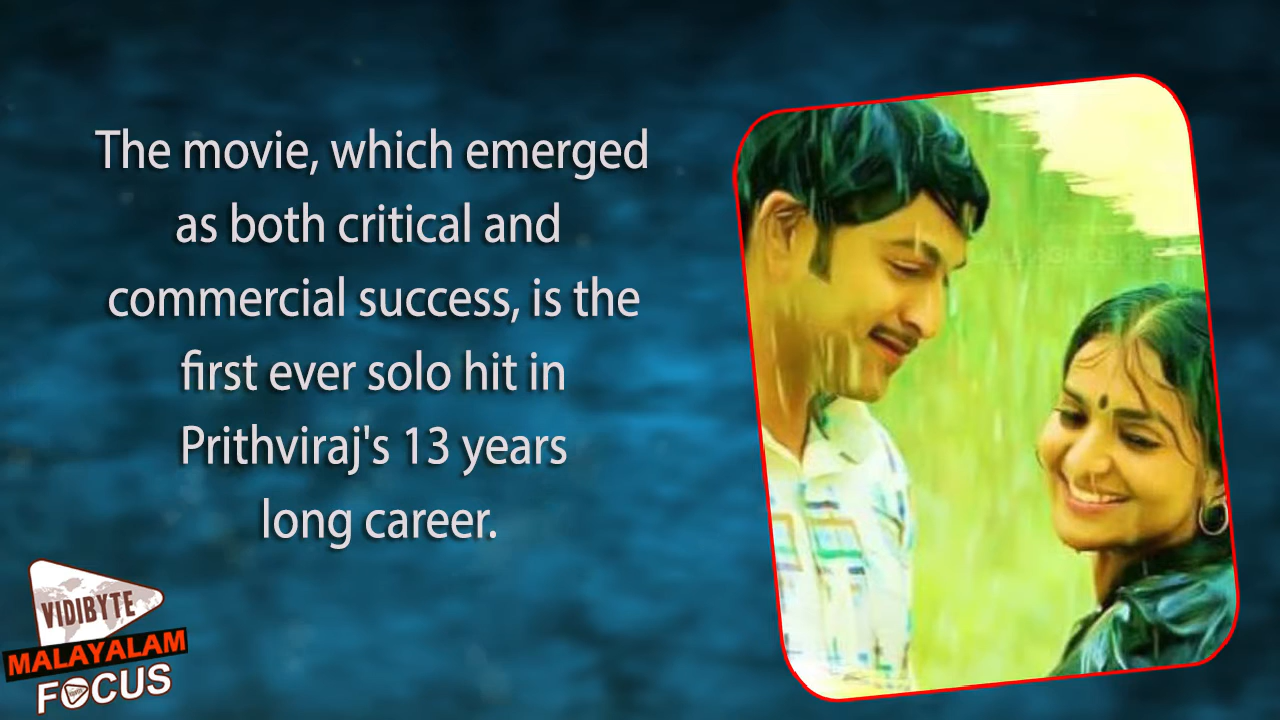 The movie, which emerged
as both critical and
commercial success, is the
first ever solo hit in
Prithviraj's 13 years
long career.
VIDIBYTE
MALAYALAM
FOCUS